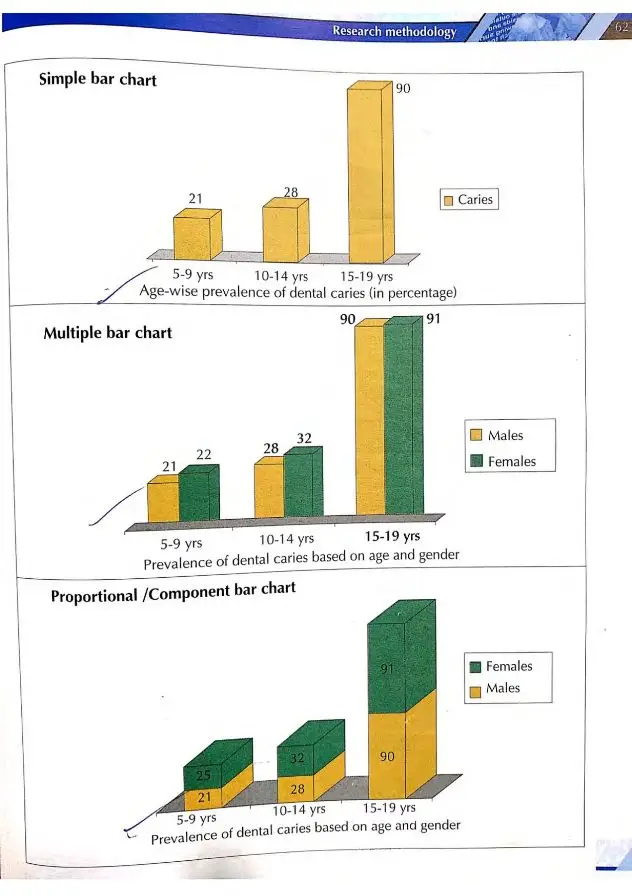 Research methodology
62
Simple bar chart
90
21
28
Caries
5-9 yrs
10-14 yrs
15-19 yrs
Age-wise prevalence of dental caries (in percentage)
Multiple bar chart
90
91
21
22
28
32
Males
Females
5-9 yrs
10-14 yrs
15-19 yrs
Prevalence of dental caries based on age and gender
Proportional /Component bar chart
Females
Males
91
25
32
90
21
28
5-9 yrs
10-14 yrs
15-19 yrs
Prevalence of dental caries based on age and gender